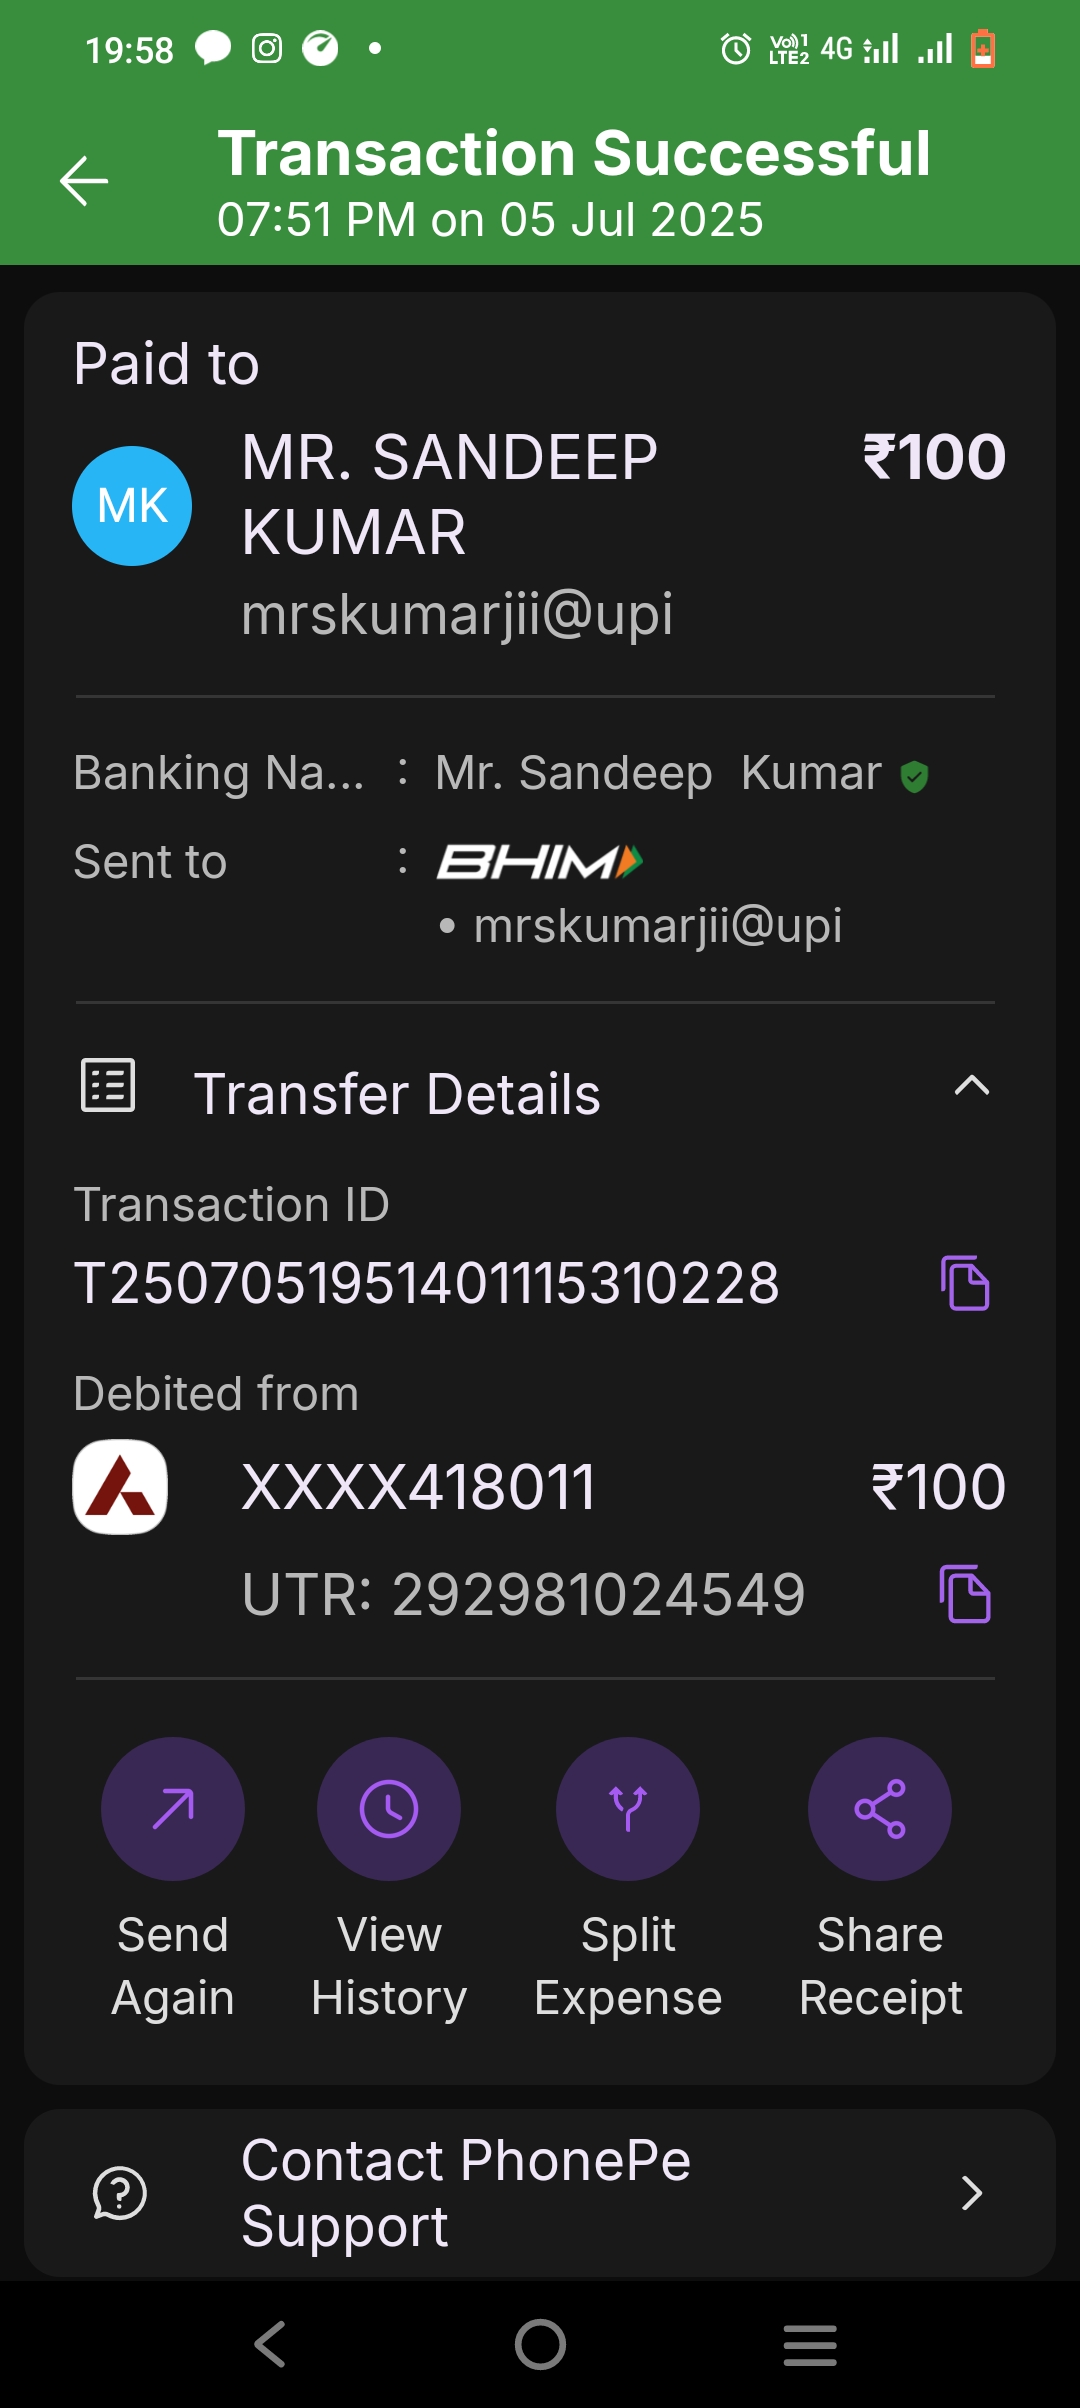 19:58 Vo))1 LTE2 4G
Transaction Successful
07:51 PM on 05 Jul 2025
Paid to
MK
MR. SANDEEP ₹100
KUMAR
mrskumarjii@upi
Banking Na... : Mr. Sandeep Kumar
Sent to : BHIM
• mrskumarjii@upi
Transfer Details
Transaction ID
T2507051951401115310228
Debited from
XXXX418011 ₹100
UTR: 292981024549
Send Again
View History
Split Expense
Share Receipt
Contact PhonePe
Support